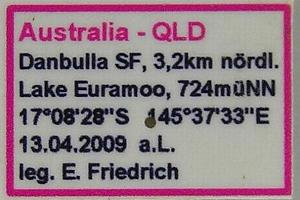 Australia - QLD
Danbulla SF, 3,2km nördl.
Lake Euramoo, 724müNN
17°08'28"S 145°37'33"E
13.04.2009 a.L.
leg. E. Friedrich